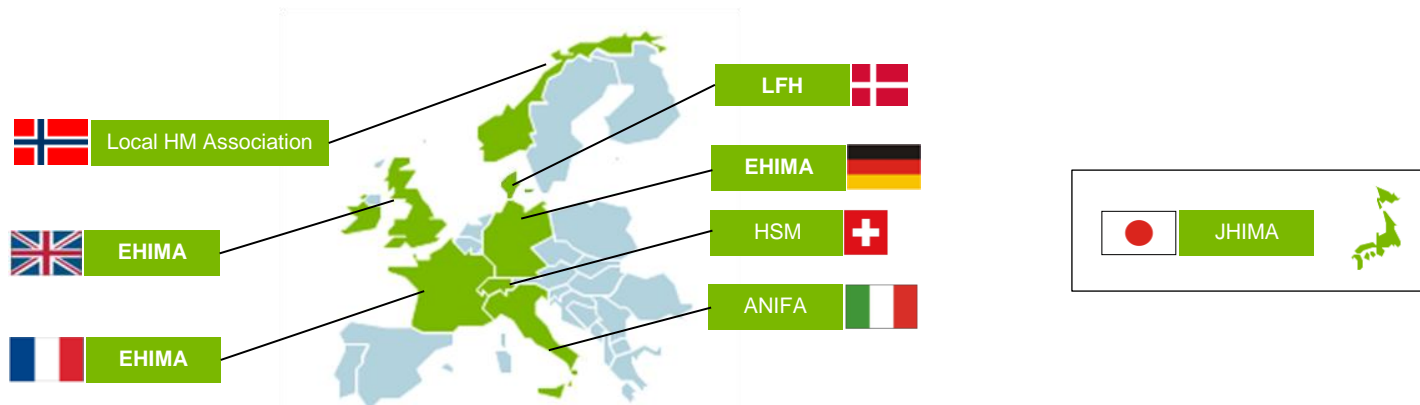 LFH
Local HM Association
EHIMA
HSM
JHIMA
EHIMA
ANIFA
EHIMA